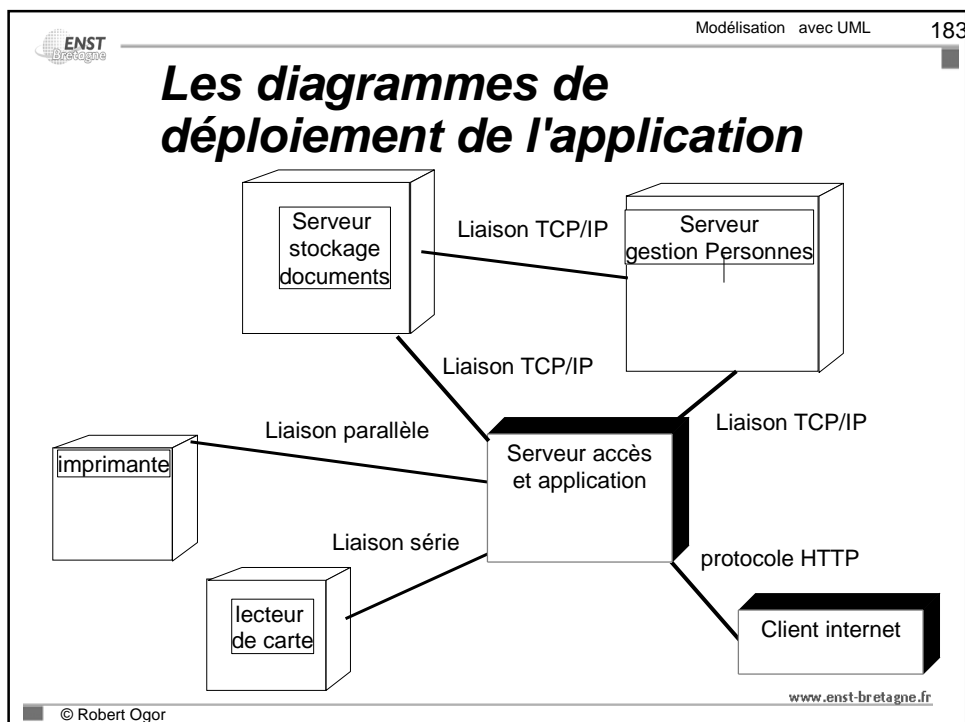 Modélisation avec UML
183
ENST
Bretagne
Les diagrammes de
déploiement de l'application
Serveur
stockage
documents
Liaison TCP/IP
Serveur
gestion Personnes
Liaison TCP/IP
Liaison TCP/IP
Liaison parallèle
imprimante
Serveur accès
et application
Liaison série
protocole HTTP
lecteur
de carte
Client internet
www.enst-bretagne.fr
© Robert Ogor